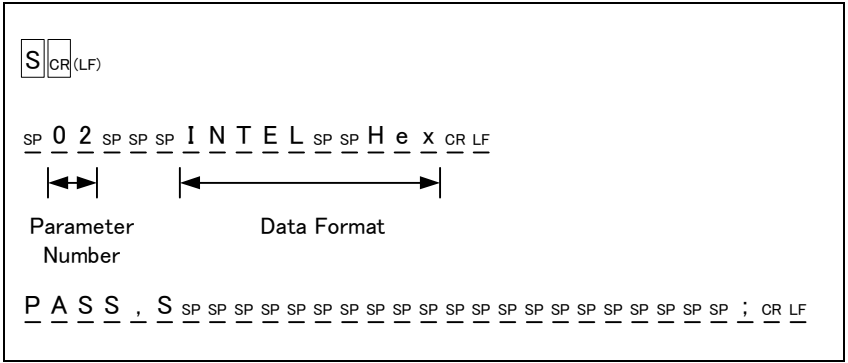 S CR (LF)
SP 0 2 SP SP SP I N T E L SP SP H e x CR LF
Parameter Number
Data Format
P A S S , S SP SP SP SP SP SP SP SP SP SP SP SP SP SP SP SP SP SP SP SP SP ; CR LF